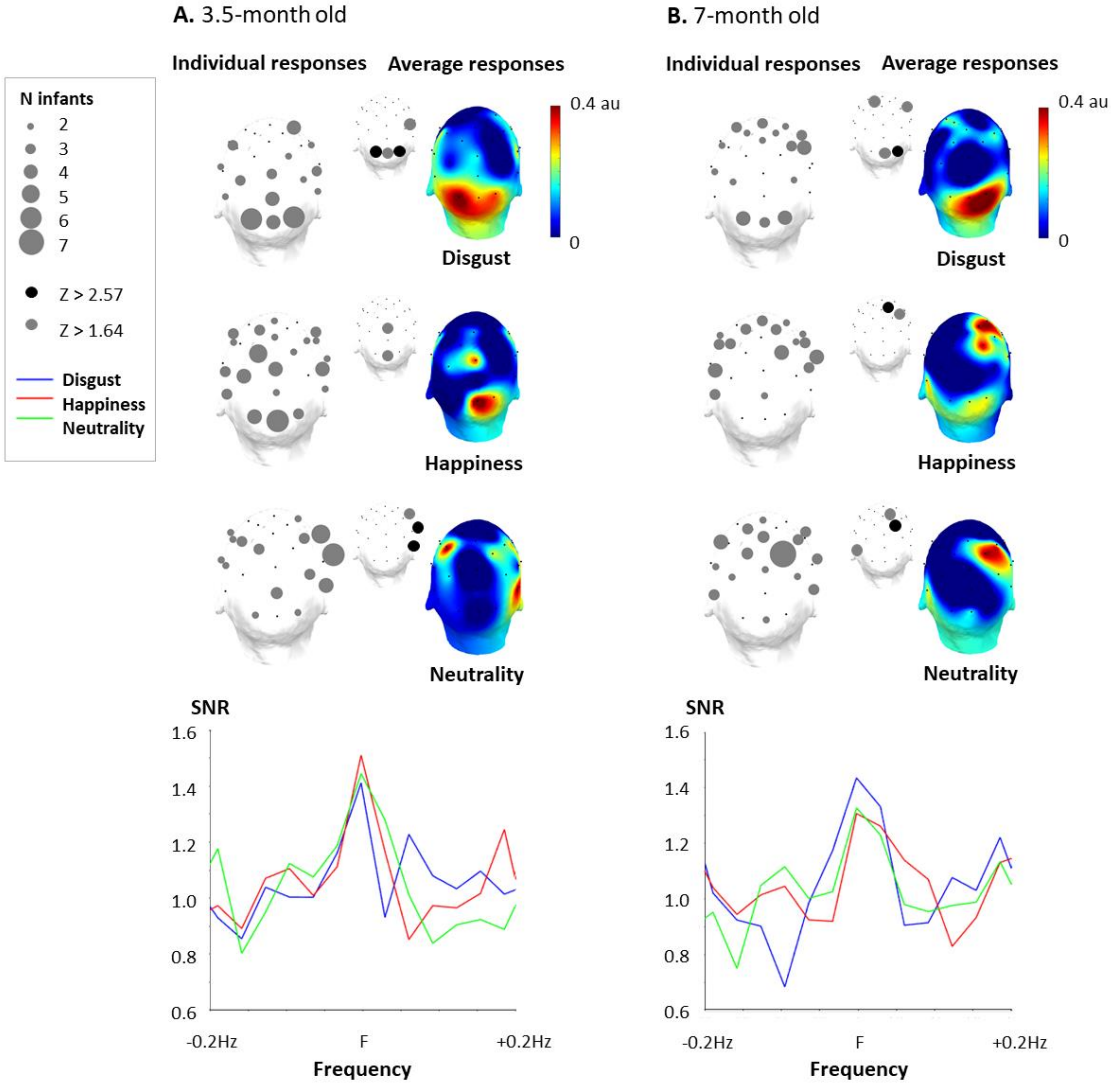 A. 3.5-month old
B. 7-month old
Individual responses
Average responses
Individual responses
Average responses
N infants
2
3
4
5
6
7
Z > 2.57
Z > 1.64
Disgust
Happiness
Neutrality
0.4 au
0
Disgust
0.4 au
0
Disgust
Happiness
Happiness
Neutrality
Neutrality
SNR
1.6
1.4
1.2
1.0
0.8
0.6
-0.2Hz
F
+0.2Hz
Frequency
SNR
1.6
1.4
1.2
1.0
0.8
0.6
-0.2Hz
F
+0.2Hz
Frequency